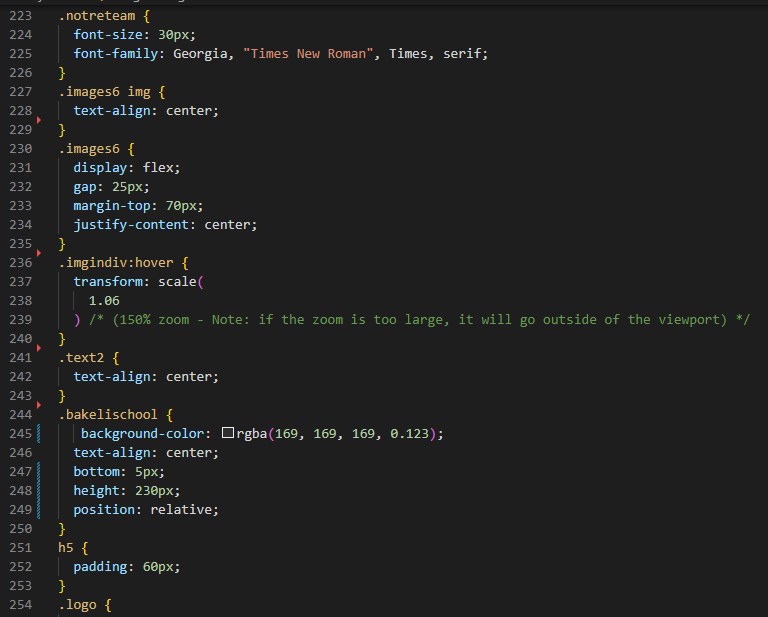 223 .notreteam {
224 font-size: 30px;
225 font-family: Georgia, "Times New Roman", Times, serif;
226 }
227 .images6 img {
228 text-align: center;
229 }
230 .images6 {
231 display: flex;
232 gap: 25px;
233 margin-top: 70px;
234 justify-content: center;
235 }
236 .imgindiv:hover {
237 transform: scale(
238 1.06
239 ) /* (150% zoom - Note: if the zoom is too large, it will go outside of the viewport) */
240 }
241 .text2 {
242 text-align: center;
243 }
244 .bakelischool {
245 background-color: rgba(169, 169, 169, 0.123);
246 text-align: center;
247 bottom: 5px;
248 height: 230px;
249 position: relative;
250 }
251 h5 {
252 padding: 60px;
253 }
254 .logo {